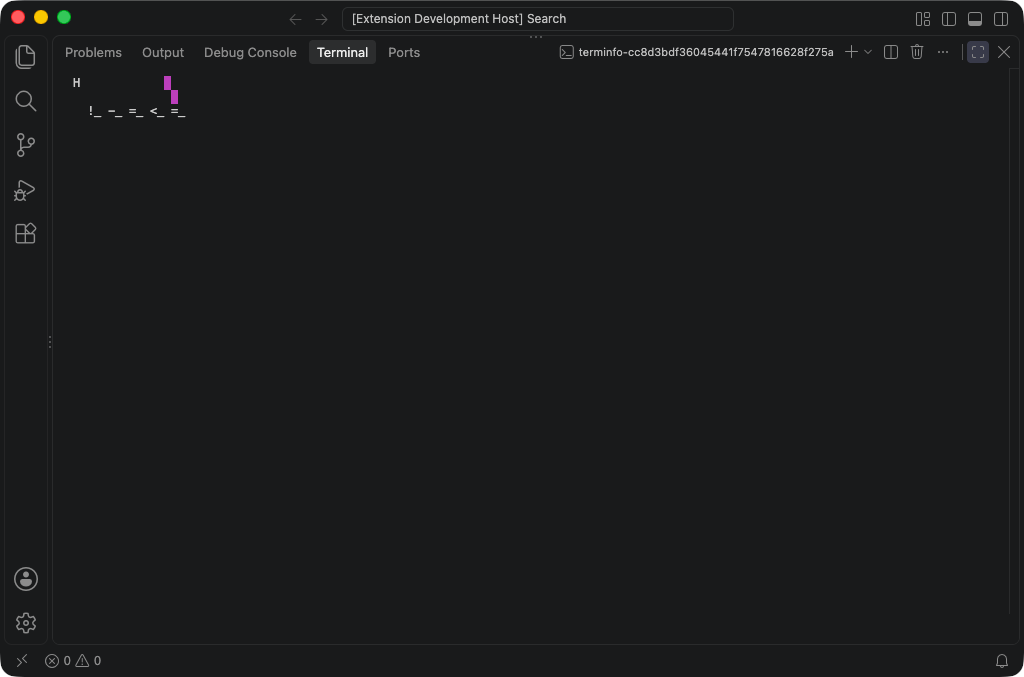 [Extension Development Host] Search
Problems Output Debug Console Terminal Ports terminfo-cc8d3bdf36045441f7547816628f275a
H
!_ -_ =_ <_ =_
0 0